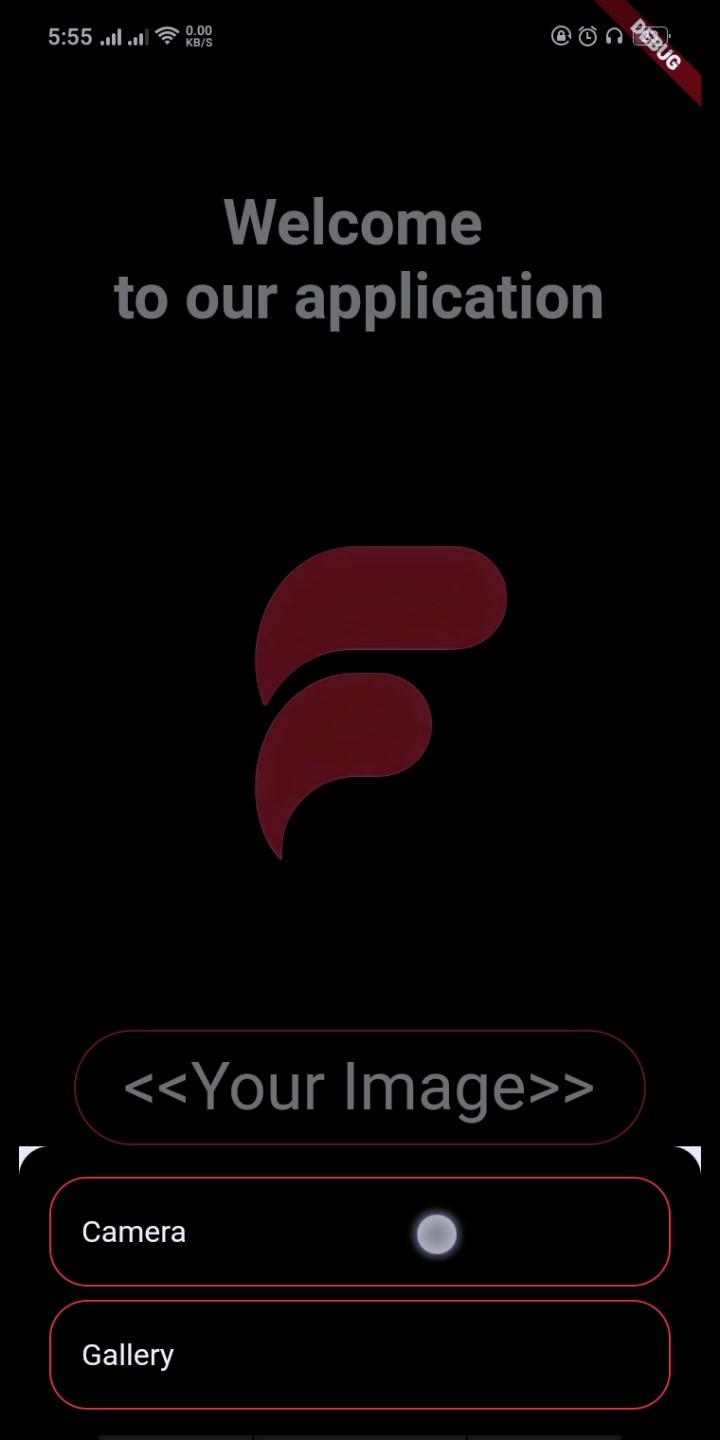 5:55 0.00
KB/S
DEBUG
Welcome
to our application
<<Your Image>>
Camera
Gallery